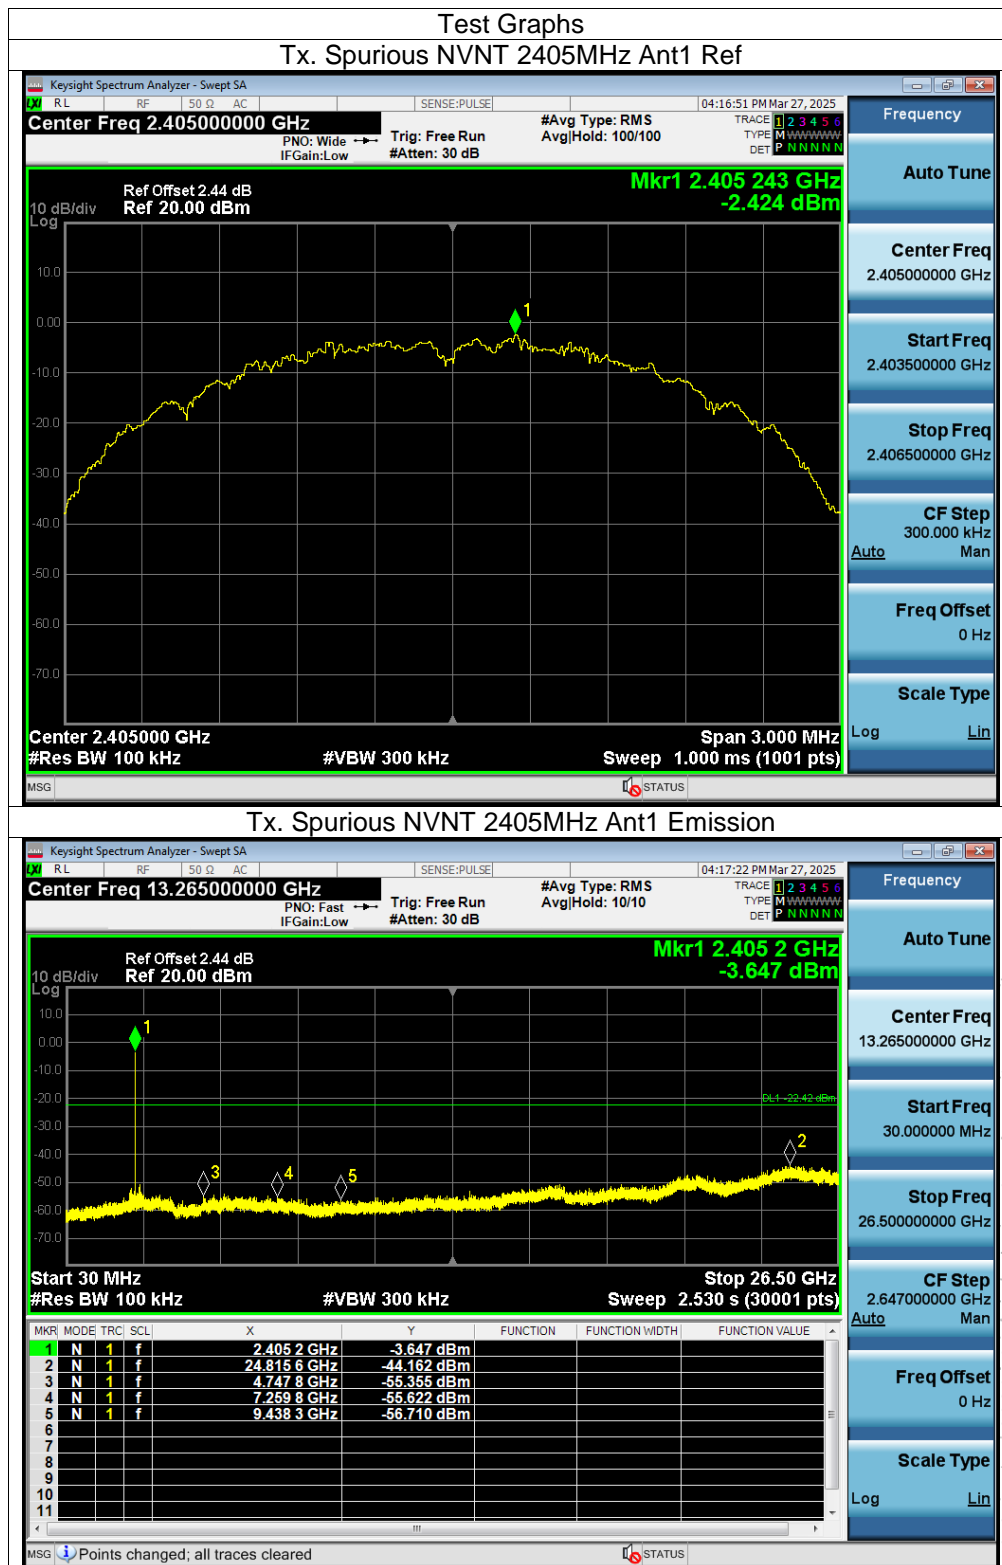 Test Graphs
Tx. Spurious NVNT 2405MHz Ant1 Ref
Keysight Spectrum Analyzer - Swept SA
LXI RL RF 50 Ω AC SENSE:PULSE 04:16:51 PM Mar 27, 2025
Center Freq 2.405000000 GHz
PNO: Wide
IFGain:Low
Trig: Free Run
#Atten: 30 dB
#Avg Type: RMS
Avg|Hold: 100/100
TRACE 1 2 3 4 5 6
TYPE M WWWWW
DET P N N N N N
Ref Offset 2.44 dB
Ref 20.00 dBm
10 dB/div
Log
Mkr1 2.405 243 GHz
-2.424 dBm
10.0
0.00
-10.0
-20.0
-30.0
-40.0
-50.0
-60.0
-70.0
1
Center 2.405000 GHz
#Res BW 100 kHz
#VBW 300 kHz
Span 3.000 MHz
Sweep 1.000 ms (1001 pts)
MSG
STATUS
Frequency
Auto Tune
Center Freq
2.405000000 GHz
Start Freq
2.403500000 GHz
Stop Freq
2.406500000 GHz
CF Step
300.000 kHz
Auto Man
Freq Offset
0 Hz
Scale Type
Log Lin
Tx. Spurious NVNT 2405MHz Ant1 Emission
Keysight Spectrum Analyzer - Swept SA
LXI RL RF 50 Ω AC SENSE:PULSE 04:17:22 PM Mar 27, 2025
Center Freq 13.265000000 GHz
PNO: Fast
IFGain:Low
Trig: Free Run
#Atten: 30 dB
#Avg Type: RMS
Avg|Hold: 10/10
TRACE 1 2 3 4 5 6
TYPE M WWWWW
DET P N N N N N
Ref Offset 2.44 dB
Ref 20.00 dBm
10 dB/div
Log
Mkr1 2.405 2 GHz
-3.647 dBm
10.0
0.00
-10.0
-20.0
-30.0
-40.0
-50.0
-60.0
-70.0
1
DL1 -22.42 dBm
2
3
4
5
Start 30 MHz
#Res BW 100 kHz
#VBW 300 kHz
Stop 26.50 GHz
Sweep 2.530 s (30001 pts)
MKR MODE TRC SCL X Y FUNCTION FUNCTION WIDTH FUNCTION VALUE
1 N 1 f 2.405 2 GHz -3.647 dBm
2 N 1 f 24.815 6 GHz -44.162 dBm
3 N 1 f 4.747 8 GHz -55.355 dBm
4 N 1 f 7.259 8 GHz -55.622 dBm
5 N 1 f 9.438 3 GHz -56.710 dBm
6
7
8
9
10
11
MSG Points changed; all traces cleared
STATUS
Frequency
Auto Tune
Center Freq
13.265000000 GHz
Start Freq
30.000000 MHz
Stop Freq
26.500000000 GHz
CF Step
2.647000000 GHz
Auto Man
Freq Offset
0 Hz
Scale Type
Log Lin